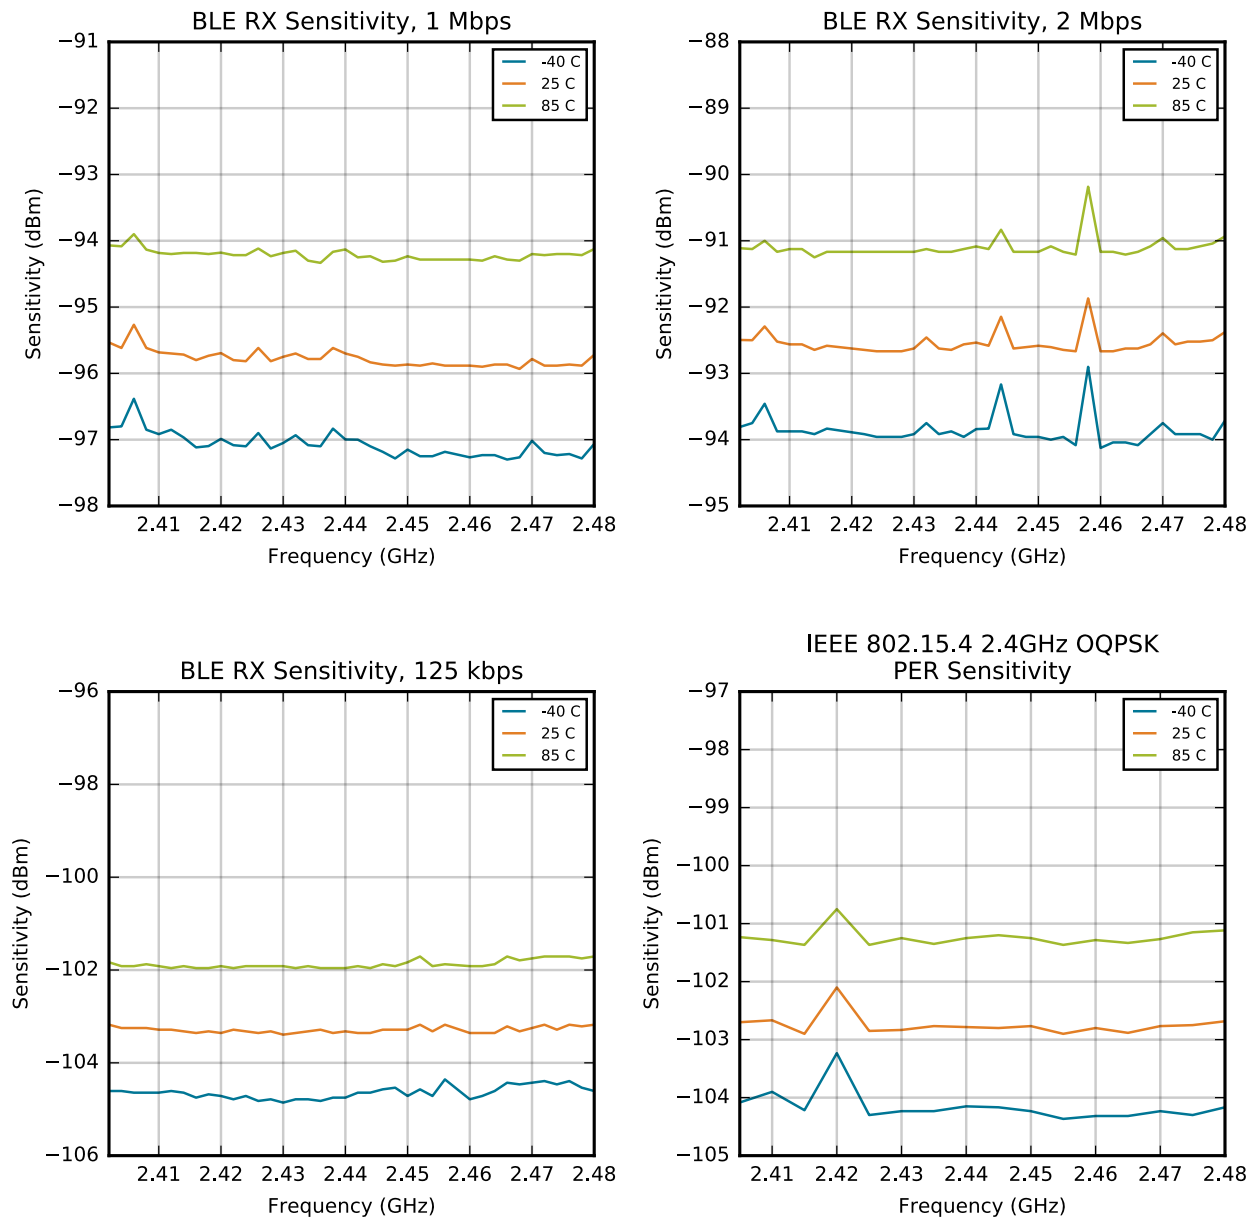 BLE RX Sensitivity, 1 Mbps
−91
−92
−93
−94
−95
−96
−97
−98
Sensitivity (dBm)
-40 C
25 C
85 C
2.41 2.42 2.43 2.44 2.45 2.46 2.47 2.48
Frequency (GHz)
BLE RX Sensitivity, 2 Mbps
−88
−89
−90
−91
−92
−93
−94
−95
Sensitivity (dBm)
-40 C
25 C
85 C
2.41 2.42 2.43 2.44 2.45 2.46 2.47 2.48
Frequency (GHz)
BLE RX Sensitivity, 125 kbps
−96
−98
−100
−102
−104
−106
Sensitivity (dBm)
-40 C
25 C
85 C
2.41 2.42 2.43 2.44 2.45 2.46 2.47 2.48
Frequency (GHz)
IEEE 802.15.4 2.4GHz OQPSK
PER Sensitivity
−97
−98
−99
−100
−101
−102
−103
−104
−105
Sensitivity (dBm)
-40 C
25 C
85 C
2.41 2.42 2.43 2.44 2.45 2.46 2.47 2.48
Frequency (GHz)